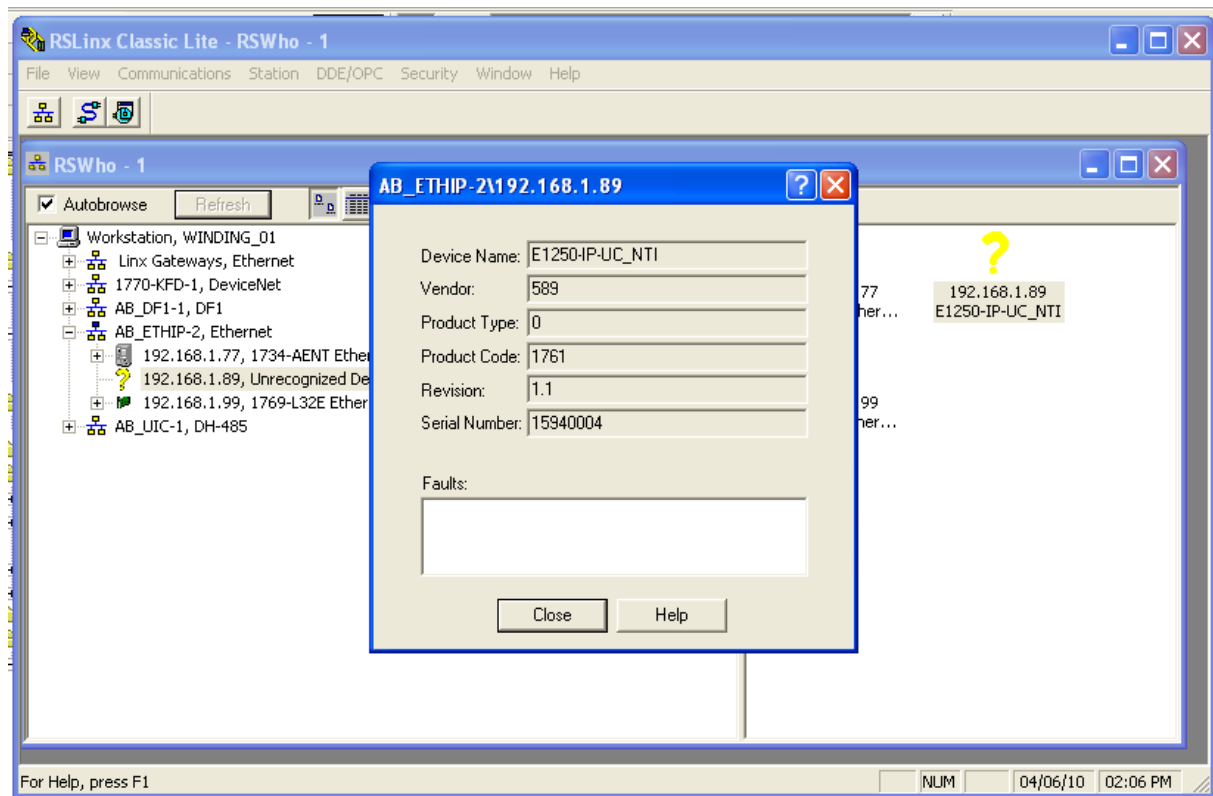 RSLinx Classic Lite - RSWho - 1
File View Communications Station DDE/OPC Security Window Help
RSWho - 1
Autobrowse Refresh
Workstation, WINDING_01
Linx Gateways, Ethernet
1770-KFD-1, DeviceNet
AB_DF1-1, DF1
AB_ETHIP-2, Ethernet
192.168.1.77, 1734-AENT Ether
192.168.1.89, Unrecognized De
192.168.1.99, 1769-L32E Ether
AB_UIC-1, DH-485
AB_ETHIP-2\192.168.1.89
Device Name: E1250-IP-UC_NTI
Vendor: 589
Product Type: 0
Product Code: 1761
Revision: 1.1
Serial Number: 15940004
Faults:
Close Help
77
her...
192.168.1.89
E1250-IP-UC_NTI
99
her...
For Help, press F1 NUM 04/06/10 02:06 PM